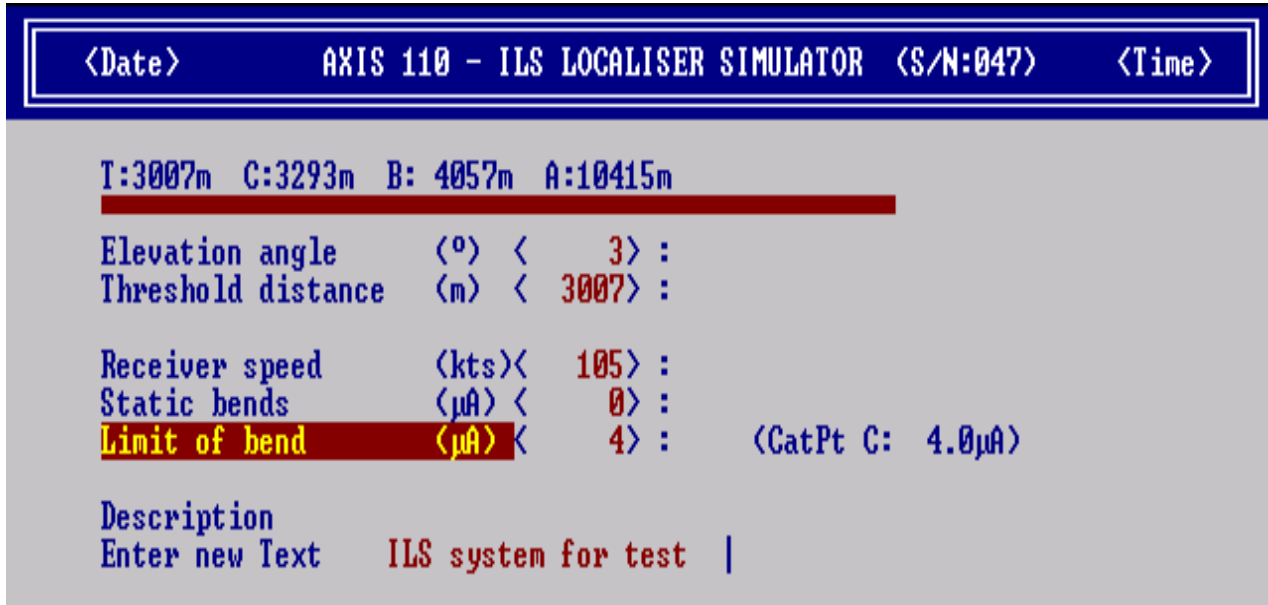 <Date> AXIS 110 - ILS LOCALISER SIMULATOR (S/N:047) <Time>
T:3007m C:3293m B: 4057m A:10415m
Elevation angle (º) < 3> :
Threshold distance (m) < 3007> :
Receiver speed (kts)< 105> :
Static bends (µA) < 0> :
Limit of bend (µA) < 4> : (CatPt C: 4.0µA)
Description
Enter new Text ILS system for test